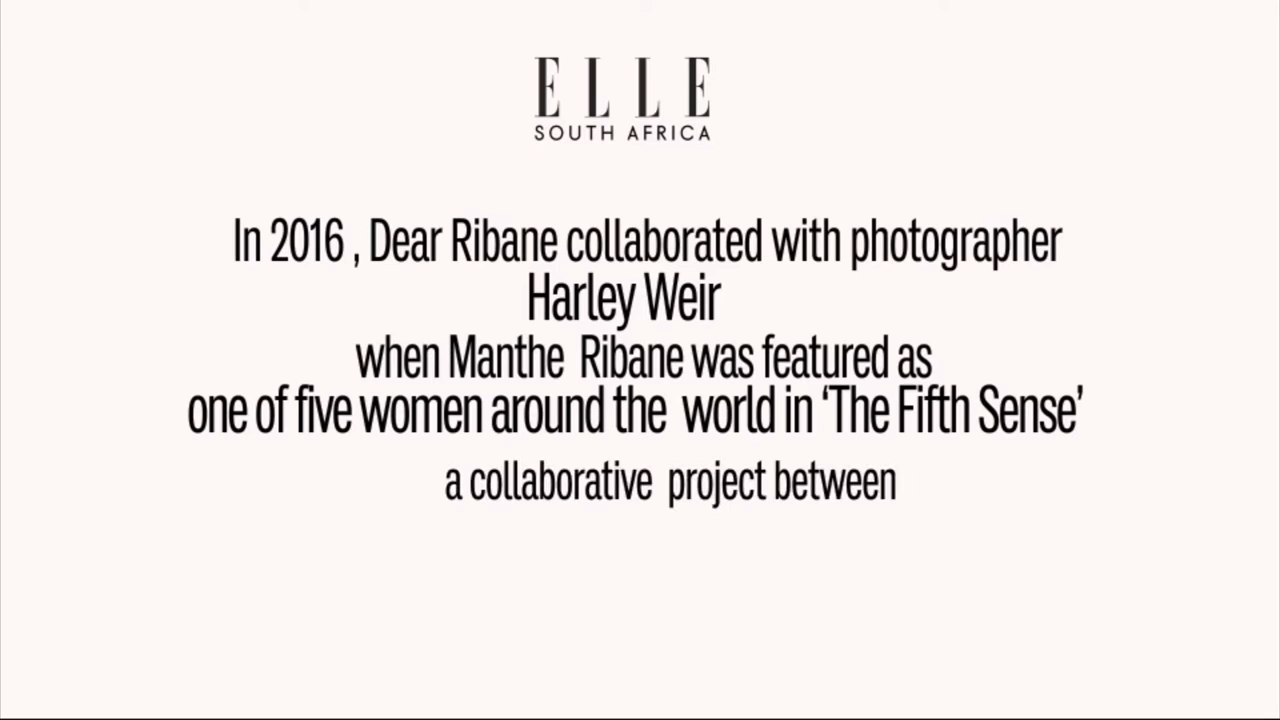 ELLE
SOUTH AFRICA
In 2016 , Dear Ribane collaborated with photographer
Harley Weir
when Manthe Ribane was featured as
one of five women around the world in ‘The Fifth Sense’
a collaborative project between